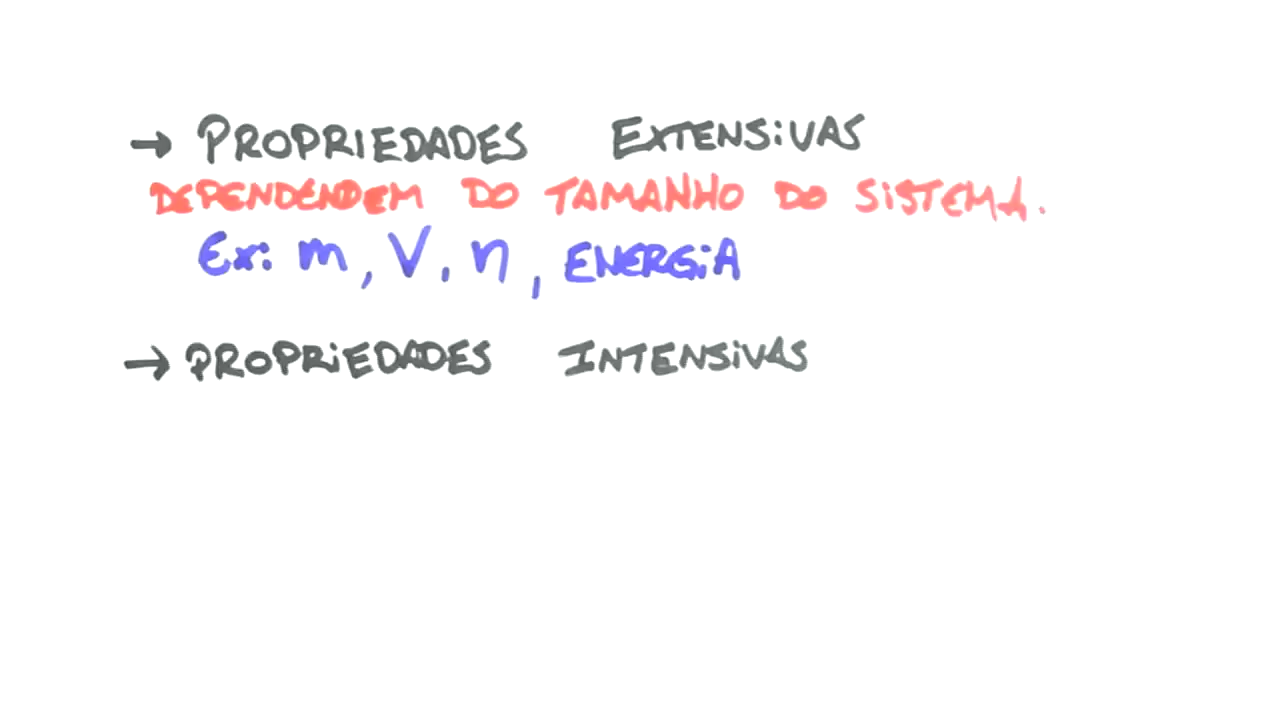 → PROPRIEDADES EXTENSIVAS
DEPENDENDEM DO TAMANHO DO SISTEMA.
Ex: m, V, n, ENERGIA
→ PROPRIEDADES INTENSIVAS